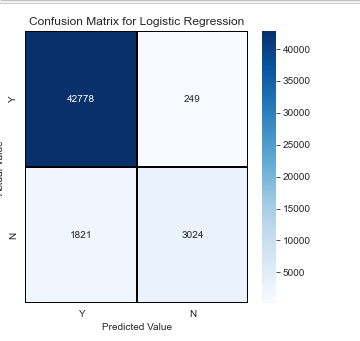 Confusion Matrix for Logistic Regression
Y
42778
249
N
1821
3024
Y
N
Predicted Value
40000
35000
30000
25000
20000
15000
10000
5000